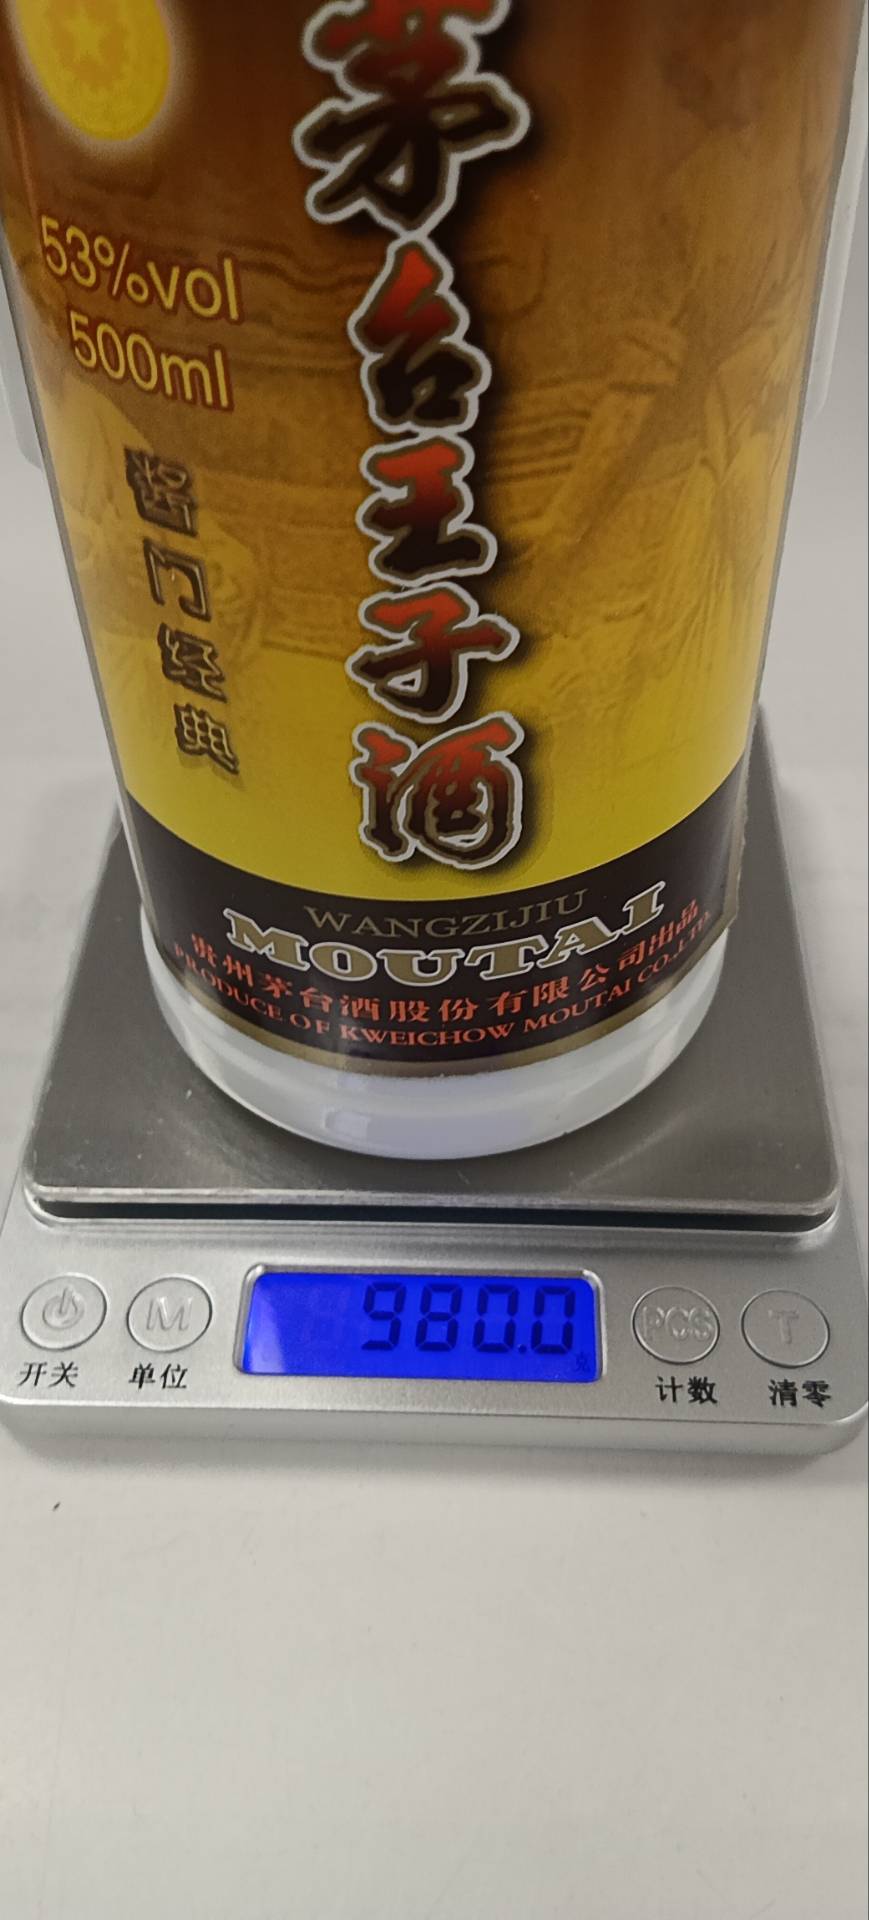 茅台王子酒
53%vol
500ml
酱门经典
WANGZIJIU
MOUTAI
贵州茅台酒股份有限公司出品
PRODUCE OF KWEICHOW MOUTAI CO.,LTD.
980.0
克
M
PCS
T
开关
单位
计数
清零